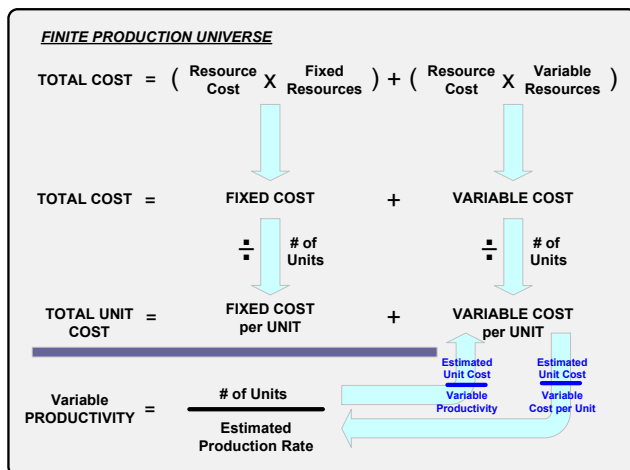 FINITE PRODUCTION UNIVERSE
TOTAL COST = ( Resource Cost X Fixed Resources ) + ( Resource Cost X Variable Resources )
TOTAL COST = FIXED COST + VARIABLE COST
÷ # of Units ÷ # of Units
TOTAL UNIT COST = FIXED COST per UNIT + VARIABLE COST per UNIT
Estimated Unit Cost
Variable Productivity
Estimated Unit Cost
Variable Cost per Unit
Variable PRODUCTIVITY = # of Units
Estimated Production Rate